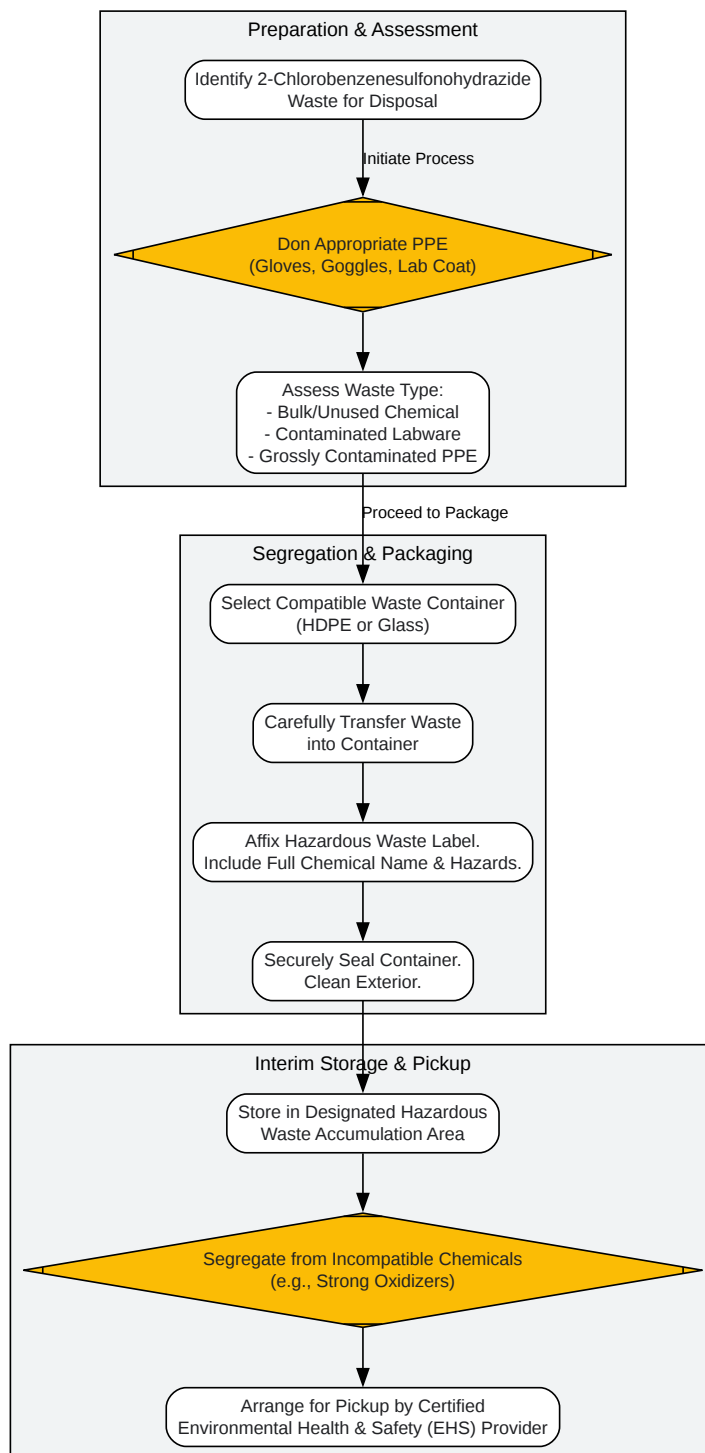 Preparation & Assessment
Identify 2-Chlorobenzenesulfonohydrazide
Waste for Disposal
Initiate Process
Don Appropriate PPE
(Gloves, Goggles, Lab Coat)
Assess Waste Type:
- Bulk/Unused Chemical
- Contaminated Labware
- Grossly Contaminated PPE
Proceed to Package
Segregation & Packaging
Select Compatible Waste Container
(HDPE or Glass)
Carefully Transfer Waste
into Container
Affix Hazardous Waste Label.
Include Full Chemical Name & Hazards.
Securely Seal Container.
Clean Exterior.
Interim Storage & Pickup
Store in Designated Hazardous
Waste Accumulation Area
Segregate from Incompatible Chemicals
(e.g., Strong Oxidizers)
Arrange for Pickup by Certified
Environmental Health & Safety (EHS) Provider